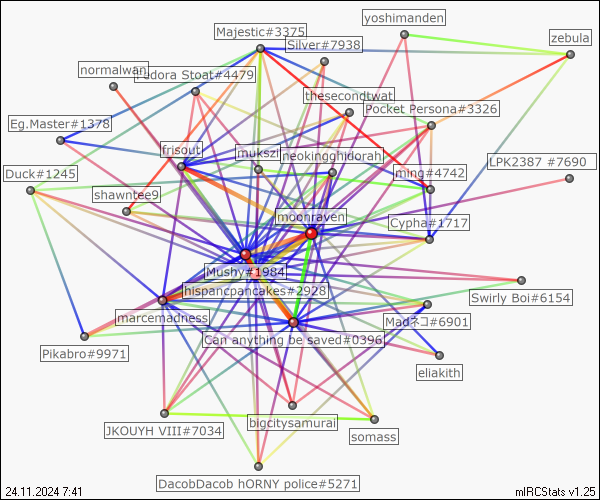 yoshimanden
Majestic#3375
zebula
Silver#7938
normalwan
Fedora Stoat#4479
thesecondtwat
Pocket Persona#3326
Eg.Master#1378
frisout
mukszi
neokingghidorah
LPK2387 #7690
Duck#1245
ming#4742
shawntee9
moonraven
Cypha#1717
Mushy#1984
hispancpancakes#2928
Swirly Boi#6154
marcemadness
Madネコ#6901
Can anything be saved#0396
Pikabro#9971
eliakith
bigcitysamurai
JKOUYH VIII#7034
somass
DacobDacob hORNY police#5271
24.11.2024 7:41
mIRCStats v1.25